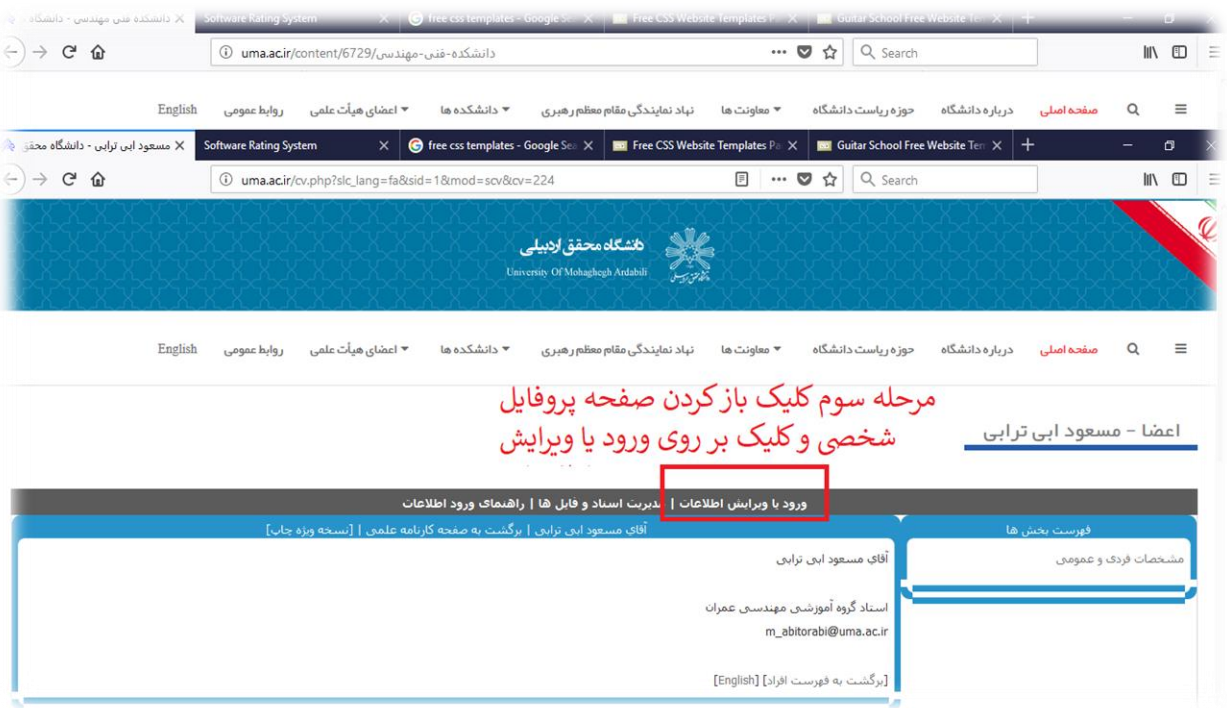 دانشکده فنی مهندسی - دانشگاه
Software Rating System
free css templates - Google Se
Free CSS Website Templates Pa
Guitar School Free Website Ter
uma.ac.ir/content/6729/دانشکده-فنی-مهندسی
Search
صفحه اصلی درباره دانشگاه حوزه ریاست دانشگاه معاونت ها نهاد نمایندگی مقام معظم رهبری دانشکده ها اعضای هیأت علمی روابط عمومی English
مسعود ابی ترابی - دانشگاه محقق
Software Rating System
free css templates - Google Sea
Free CSS Website Templates Pa
Guitar School Free Website Terr
uma.ac.ir/cv.php?slc_lang=fa&sid=1&mod=scv&cv=224
Search
دانشگاه محقق اردبیلی
University Of Mohaghegh Ardabili
صفحه اصلی درباره دانشگاه حوزه ریاست دانشگاه معاونت ها نهاد نمایندگی مقام معظم رهبری دانشکده ها اعضای هیأت علمی روابط عمومی English
مرحله سوم کلیک باز کردن صفحه پروفایل
شخصی و کلیک بر روی ورود یا ویرایش
اعضا - مسعود ابی ترابی
ورود یا ویرایش اطلاعات | مدیریت اسناد و فایل ها | راهنمای ورود اطلاعات
فهرست بخش ها
مشخصات فردی و عمومی
آقاي مسعود ابی ترابی | برگشت به صفحه کارنامه علمی | [نسخه ویژه چاپ]
آقاي مسعود ابی ترابی
استاد گروه آموزشی مهندسی عمران
m_abitorabi@uma.ac.ir
[برگشت به فهرست افراد] [English]